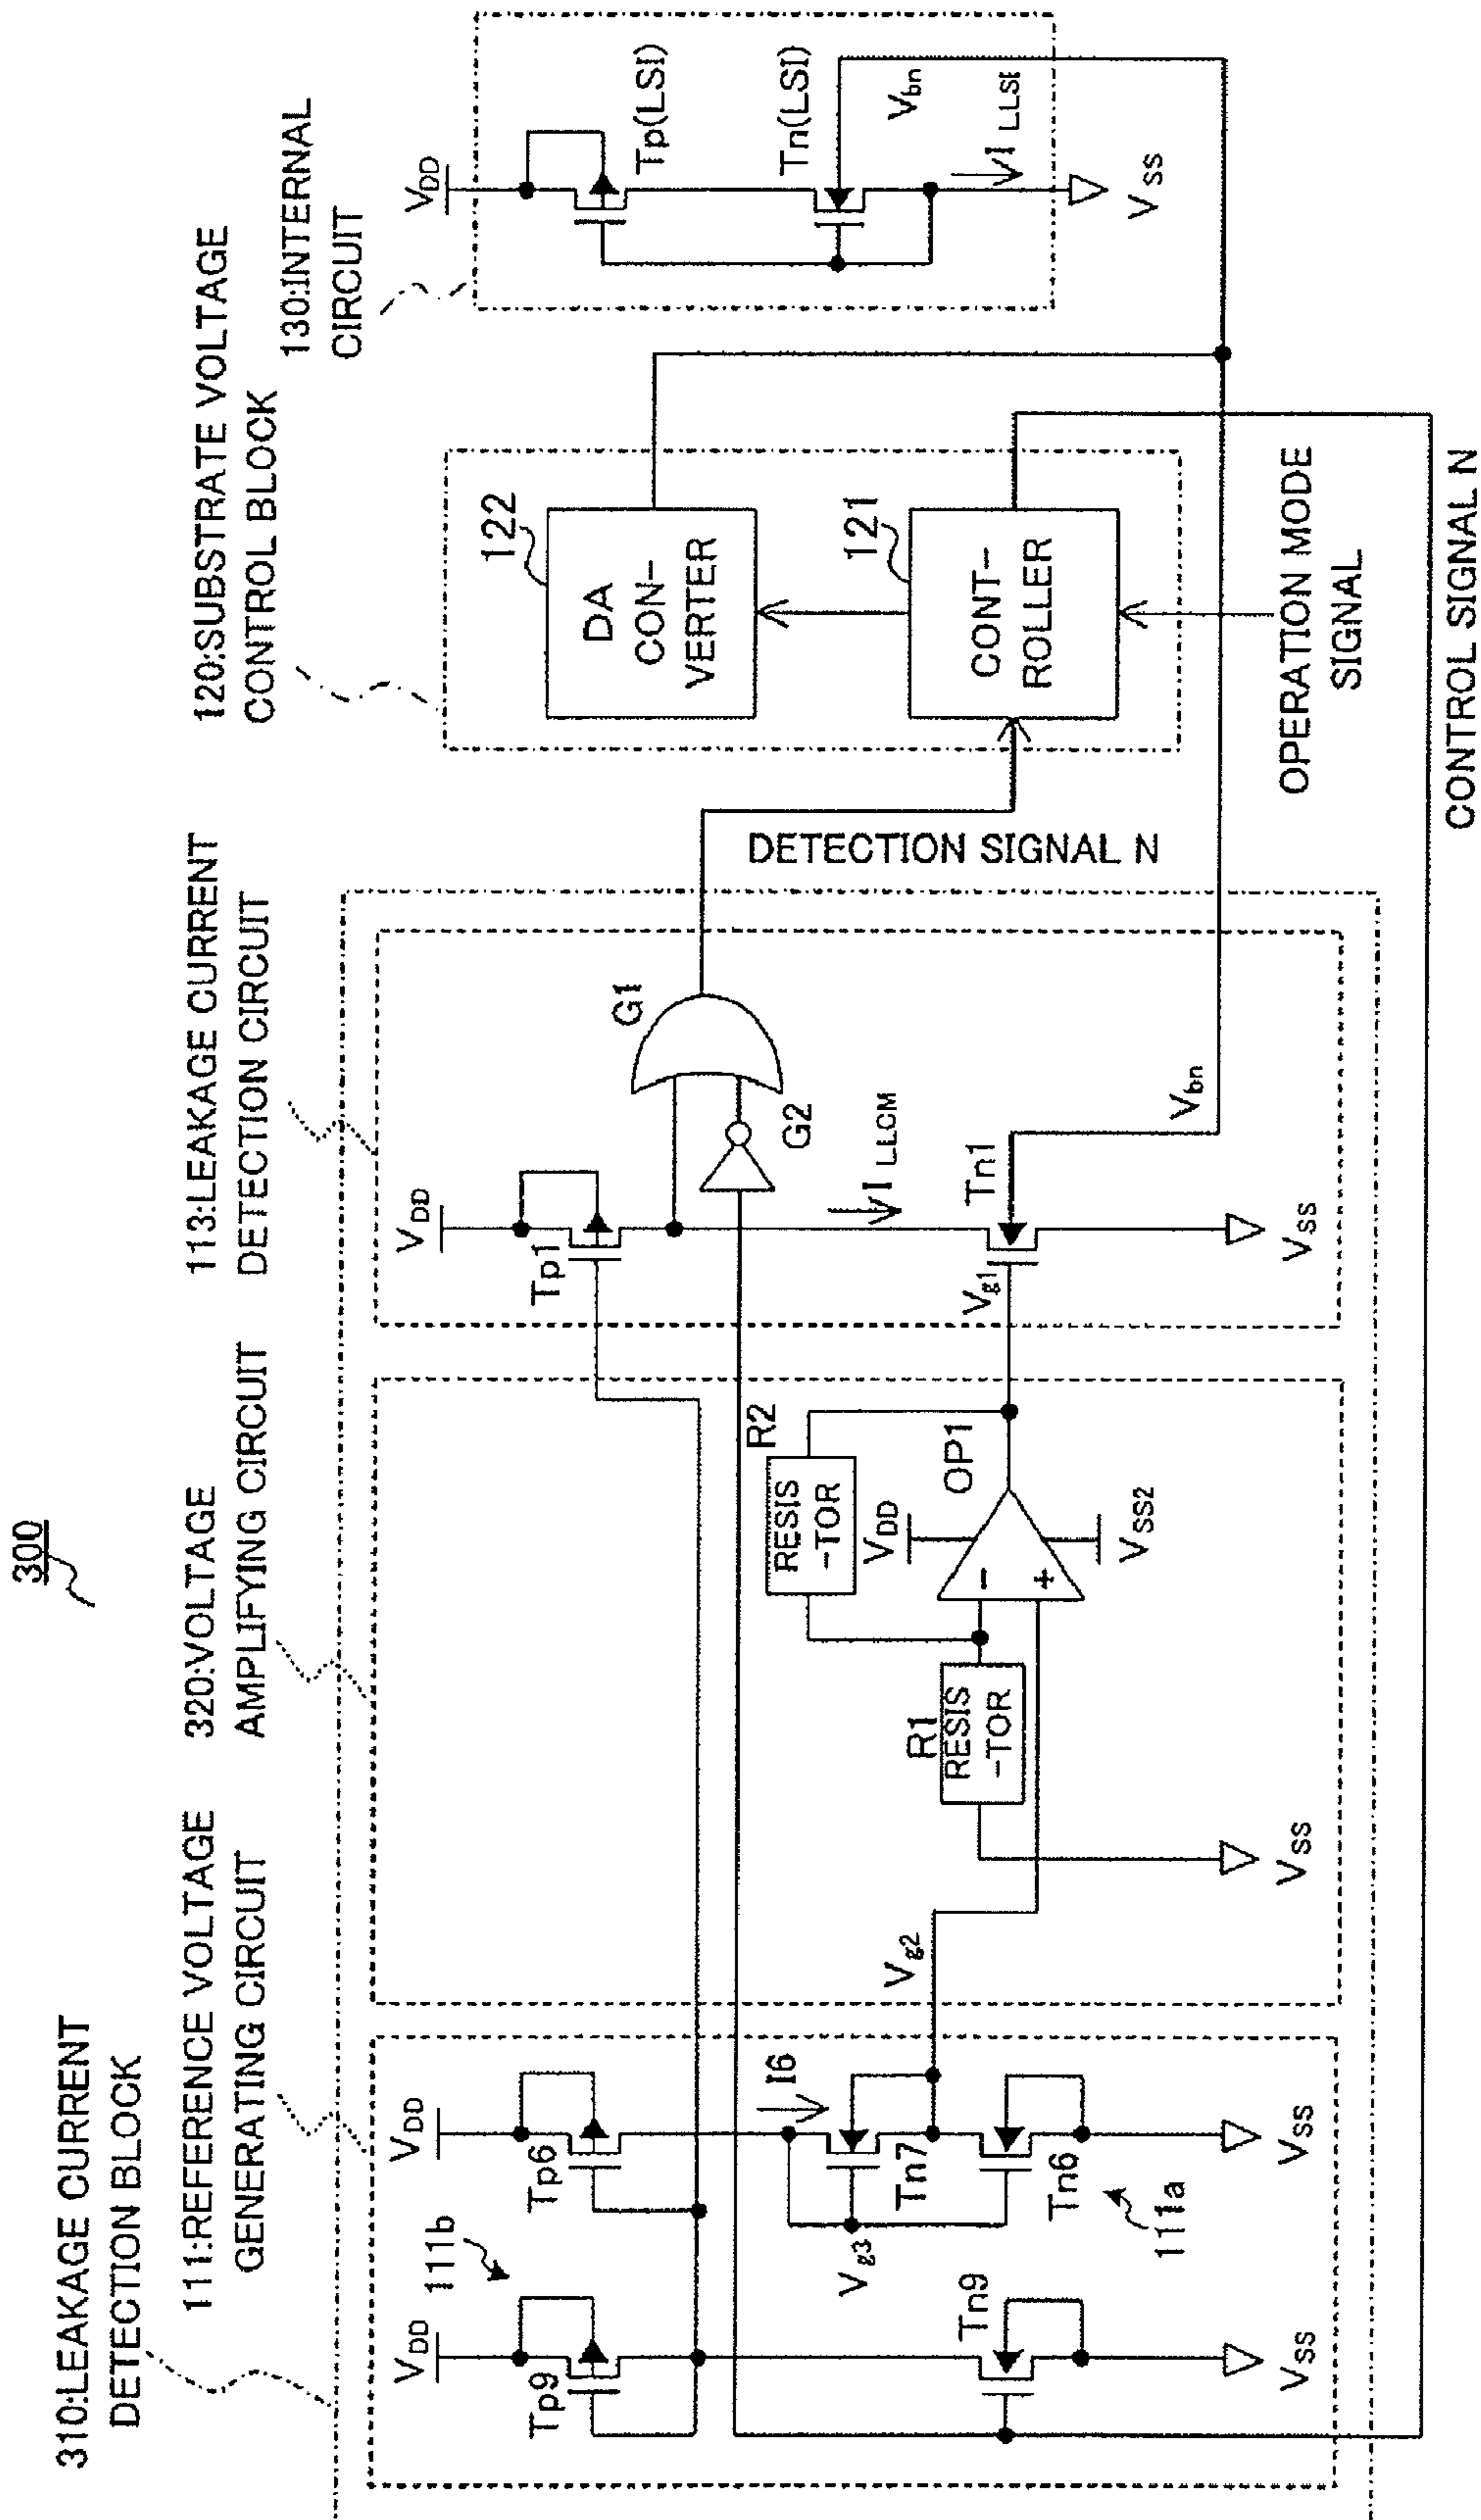 300
310:LEAKAGE CURRENT
DETECTION BLOCK
111:REFERENCE VOLTAGE
GENERATING CIRCUIT
320:VOLTAGE
AMPLIFYING CIRCUIT
113:LEAKAGE CURRENT
DETECTION CIRCUIT
120:SUBSTRATE VOLTAGE
CONTROL BLOCK
130:INTERNAL
CIRCUIT
VDD
Tp9
111b
Tn9
VSS
VDD
Tp6
I6
Vg3
Tn7
Tn6
111a
VSS
Vg2
R1
RESIS
-TOR
VSS
R2
RESIS
-TOR
VDD
OP1
-
+
VSS2
VDD
Tp1
G1
G2
ILLCM
Vg1
Tn1
Vbn
VSS
DETECTION SIGNAL N
122
DA
CON-
VERTER
121
CONT-
ROLLER
OPERATION MODE
SIGNAL
CONTROL SIGNAL N
VDD
Tp(LSI)
Tn(LSI)
Vbn
ILLSI
VSS